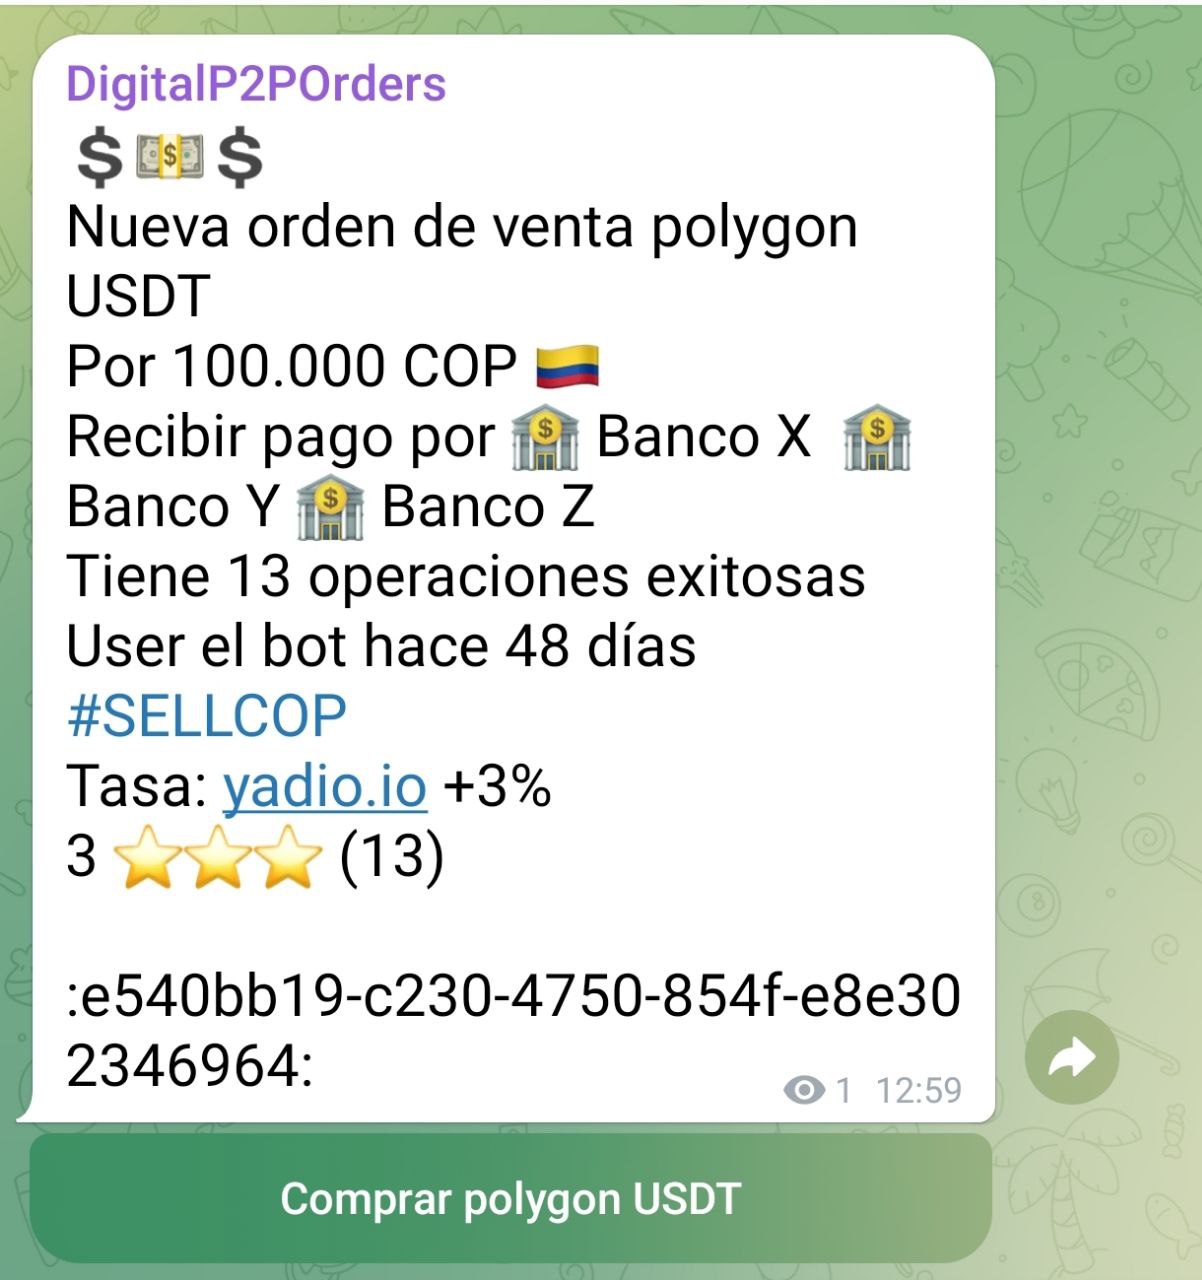 DigitalP2POrders
$💵$
Nueva orden de venta polygon
USDT
Por 100.000 COP 🇨🇴
Recibir pago por 🏦 Banco X 🏦
Banco Y 🏦 Banco Z
Tiene 13 operaciones exitosas
User el bot hace 48 días
#SELLCOP
Tasa: yadio.io +3%
3 ⭐⭐⭐ (13)
:e540bb19-c230-4750-854f-e8e30
2346964:
1 12:59
Comprar polygon USDT